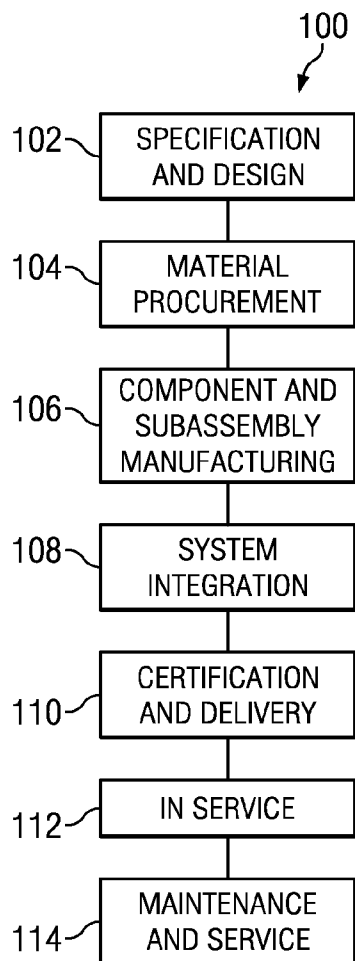 100
102
SPECIFICATION
AND DESIGN
104
MATERIAL
PROCUREMENT
106
COMPONENT AND
SUBASSEMBLY
MANUFACTURING
108
SYSTEM
INTEGRATION
110
CERTIFICATION
AND DELIVERY
112
IN SERVICE
114
MAINTENANCE
AND SERVICE